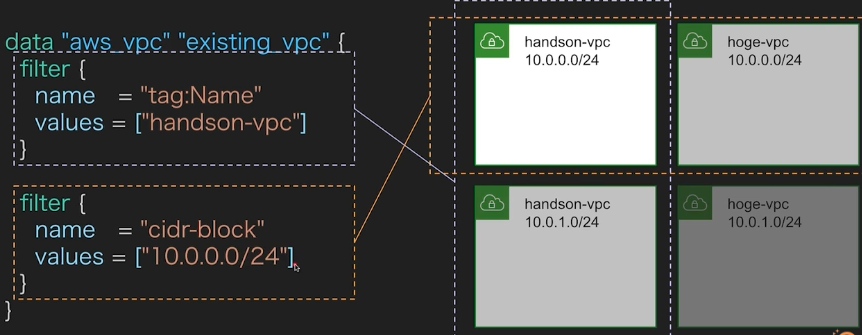 data "aws_vpc" "existing_vpc" {
filter {
name = "tag:Name"
values = ["handson-vpc"]
}
filter {
name = "cidr-block"
values = ["10.0.0.0/24"]
}
}
handson-vpc
10.0.0.0/24
hoge-vpc
10.0.0.0/24
handson-vpc
10.0.1.0/24
hoge-vpc
10.0.1.0/24